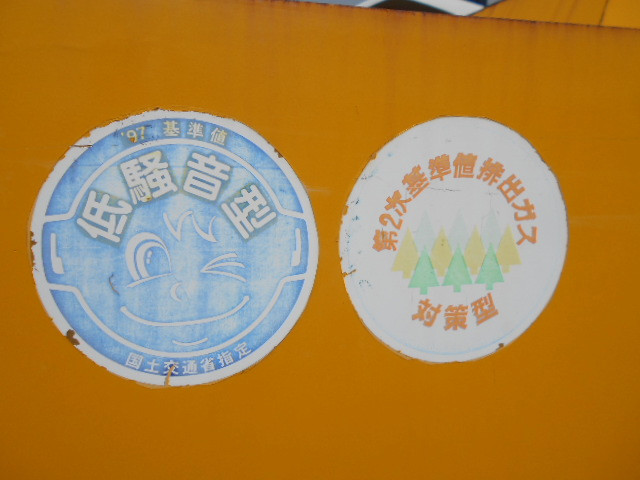 '97 基準値
低騒音型
国土交通省指定
第2次基準値排出ガス
対策型